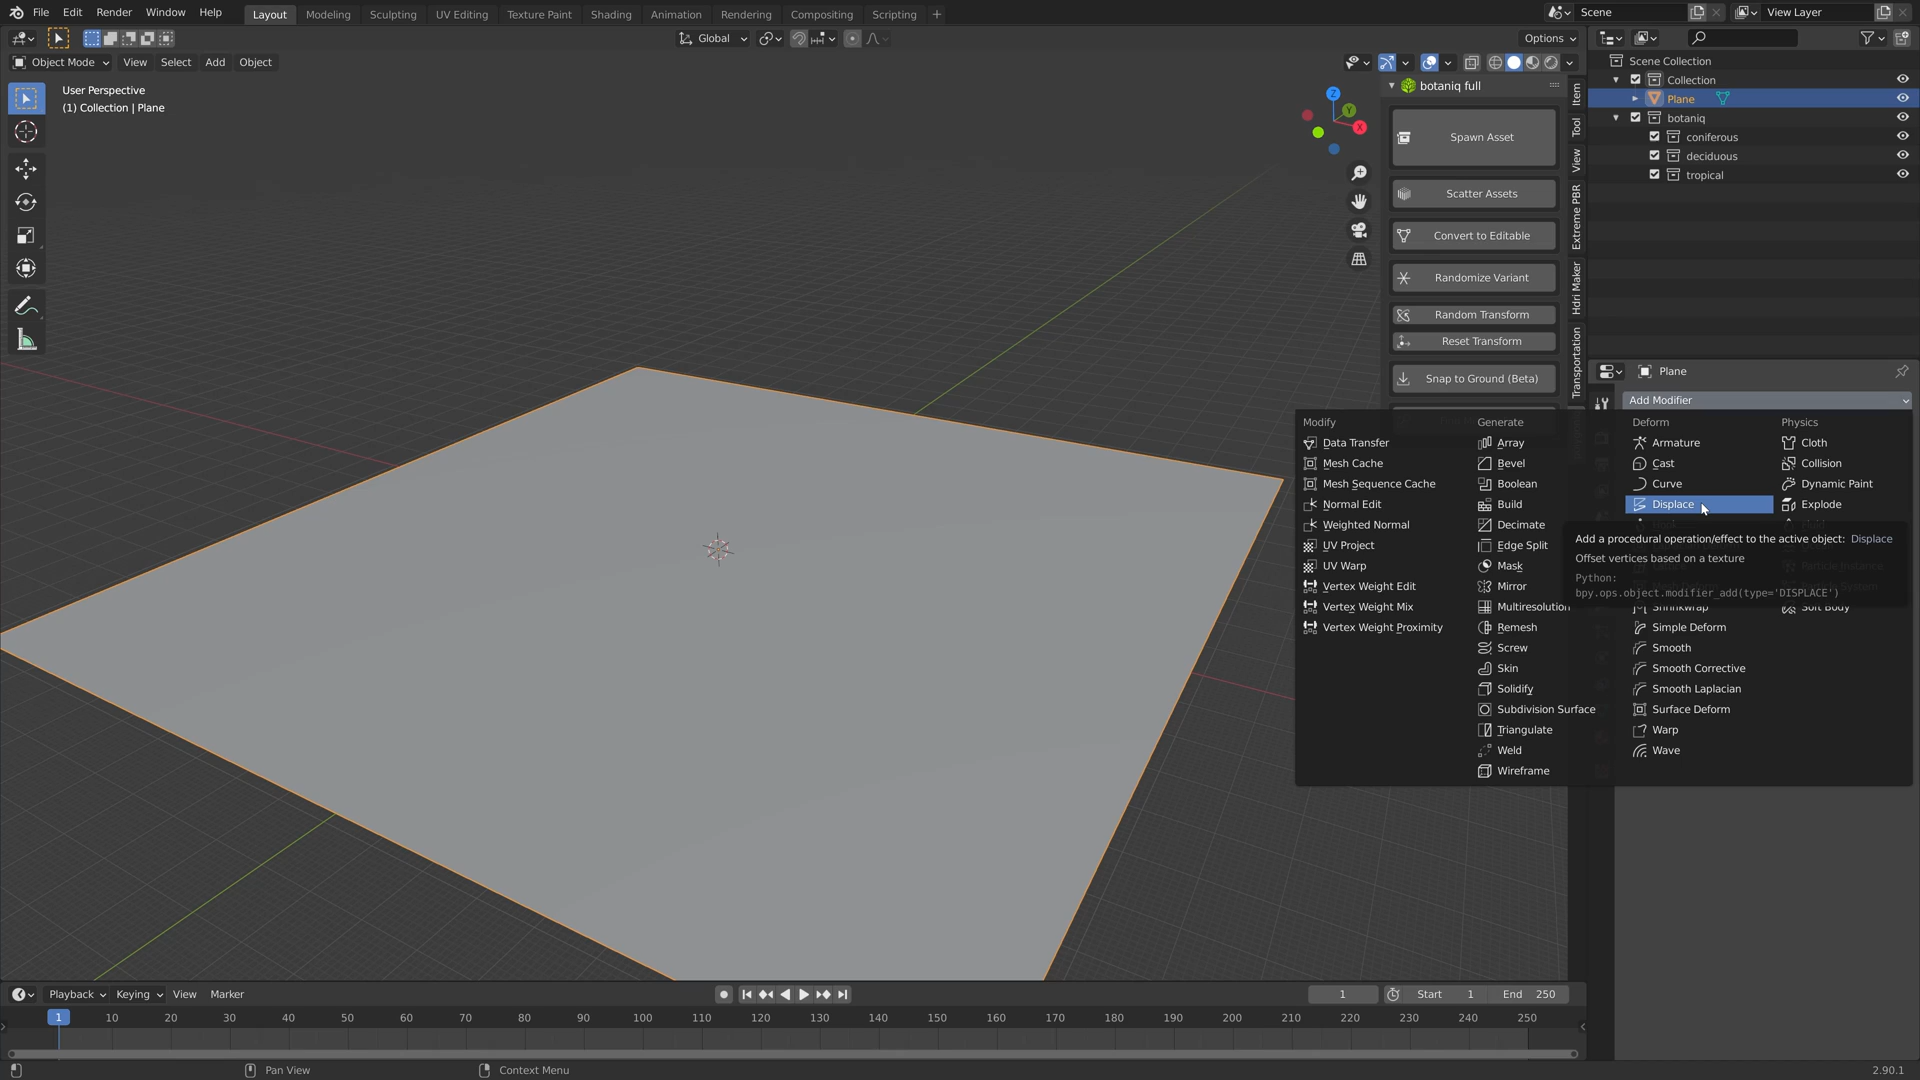 File Edit Render Window Help Layout Modeling Sculpting UV Editing Texture Paint Shading Animation Rendering Compositing Scripting + Scene View Layer
Global Options
Object Mode View Select Add Object
User Perspective
(1) Collection | Plane
Z
Y
X
botaniq full
Spawn Asset
Scatter Assets
Convert to Editable
Randomize Variant
Random Transform
Reset Transform
Snap to Ground (Beta)
Item
Tool
View
Extreme PBR
Hdri Maker
Transportation
Scene Collection
Collection
Plane
botaniq
coniferous
deciduous
tropical
Plane
Add Modifier
Modify
Data Transfer
Mesh Cache
Mesh Sequence Cache
Normal Edit
Weighted Normal
UV Project
UV Warp
Vertex Weight Edit
Vertex Weight Mix
Vertex Weight Proximity
Generate
Array
Bevel
Boolean
Build
Decimate
Edge Split
Mask
Mirror
Multiresolution
Remesh
Screw
Skin
Solidify
Subdivision Surface
Triangulate
Weld
Wireframe
Deform
Armature
Cast
Curve
Displace
Shrinkwrap
Simple Deform
Smooth
Smooth Corrective
Smooth Laplacian
Surface Deform
Warp
Wave
Physics
Cloth
Collision
Dynamic Paint
Explode
Soft Body
Add a procedural operation/effect to the active object: Displace
Offset vertices based on a texture
Python:
bpy.ops.object.modifier_add(type='DISPLACE')
Playback Keying View Marker 1 Start 1 End 250
1 10 20 30 40 50 60 70 80 90 100 110 120 130 140 150 160 170 180 190 200 210 220 230 240 250
Pan View Context Menu 2.90.1